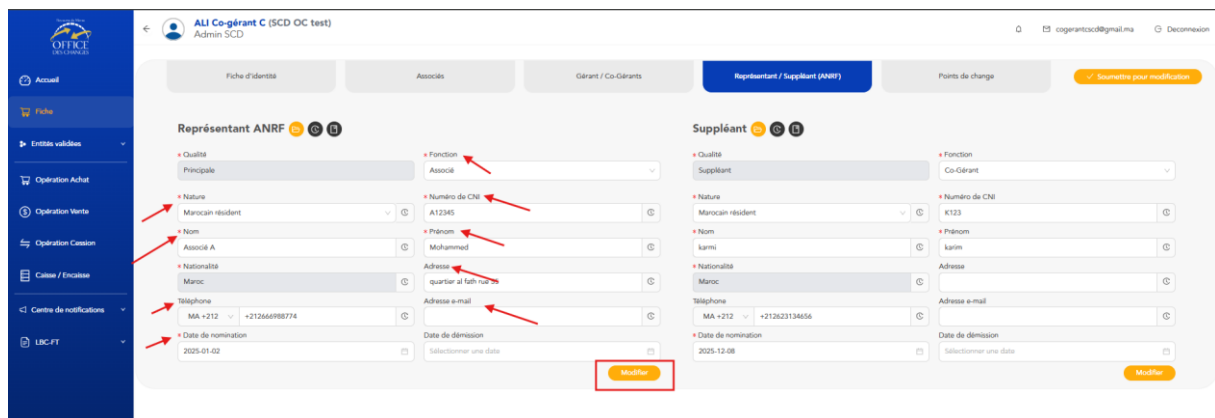 OFFICE
DES CHANGES
ALI Co-gérant C (SCD OC test)
Admin SCD
cogerantcscd@gmail.ma
Deconnexion
Accueil
Fiche
Entités validées
Opération Achat
Opération Vente
Opération Cession
Caisse / Encaisse
Centre de notifications
LBC-FT
Fiche d'identité
Associés
Gérant / Co-Gérants
Représentant / Suppléant (ANRF)
Points de change
Soumettre pour modification
Représentant ANRF
* Qualité
Principale
* Fonction
Associé
* Nature
Marocain résident
* Numéro de CNI
A12345
* Nom
Associé A
* Prénom
Mohammed
* Nationalité
Maroc
Adresse
quartier al fath rue 55
Téléphone
MA +212 +212666988774
Adresse e-mail
* Date de nomination
2025-01-02
Date de démission
Sélectionner une date
Modifier
Suppléant
* Qualité
Suppléant
* Fonction
Co-Gérant
* Nature
Marocain résident
* Numéro de CNI
K123
* Nom
karmi
* Prénom
karim
* Nationalité
Maroc
Adresse
Téléphone
MA +212 +212623134656
Adresse e-mail
* Date de nomination
2025-12-08
Date de démission
Sélectionner une date
Modifier